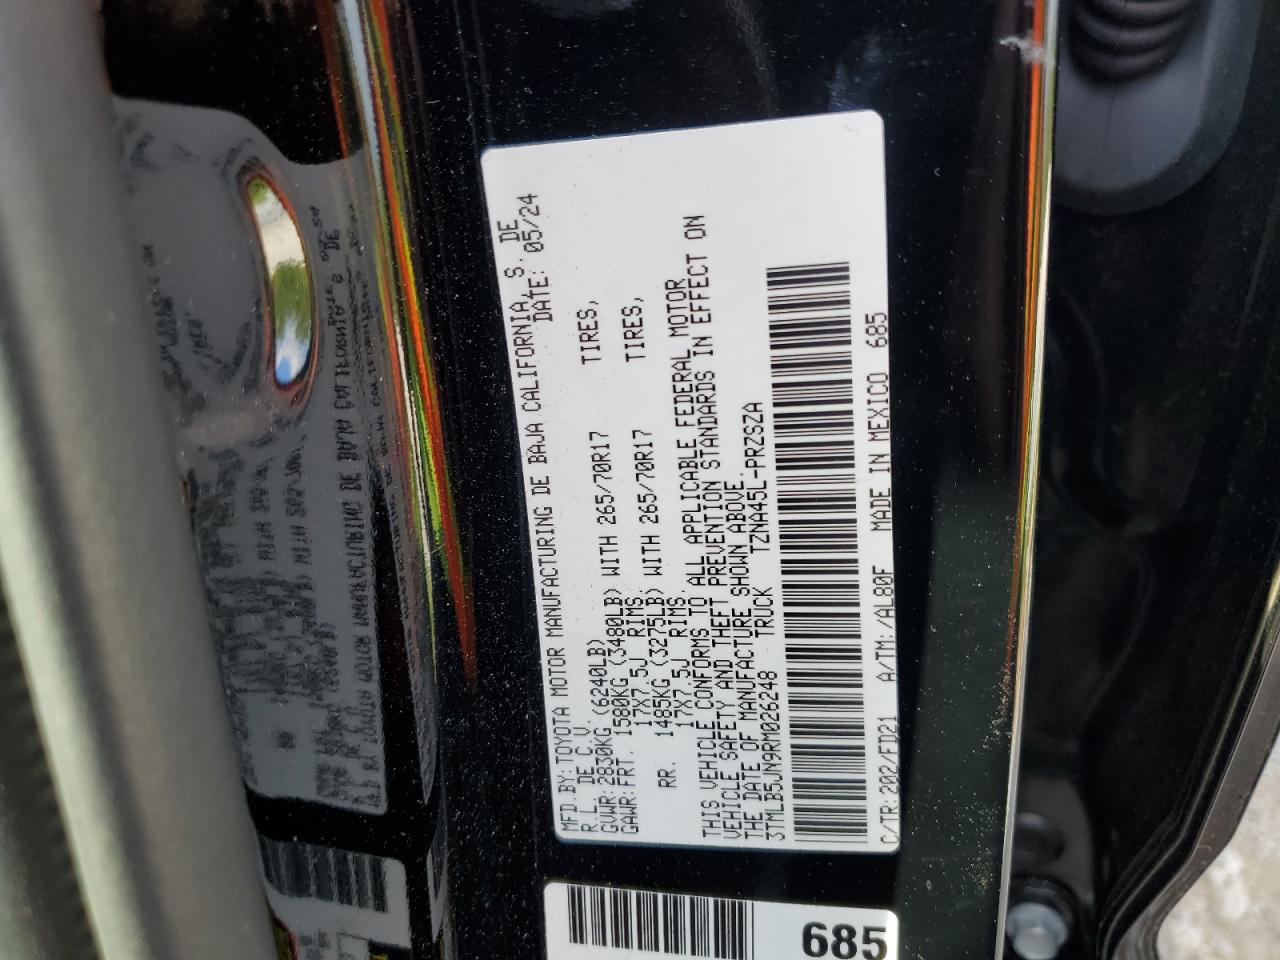 MFD.BY:TOYOTA MOTOR MANUFACTURING DE BAJA CALIFORNIA, S. DE
R.L. DE C.V. DATE: 05/24
GVWR:2830KG (6240LB)
GAWR:FRT. 1580KG (3480LB) WITH 265/70R17 TIRES,
17X7.5J RIMS.
RR. 1485KG (3275LB) WITH 265/70R17 TIRES,
17X7.5J RIMS.
THIS VEHICLE CONFORMS TO ALL APPLICABLE FEDERAL MOTOR
VEHICLE SAFETY AND THEFT PREVENTION STANDARDS IN EFFECT ON
THE DATE OF MANUFACTURE SHOWN ABOVE.
3TMLB5JN9RM026248 TRUCK TZNA45L-PRZSZA
C/TR:202/FD21 A/TM:/AL80F MADE IN MEXICO 685
685